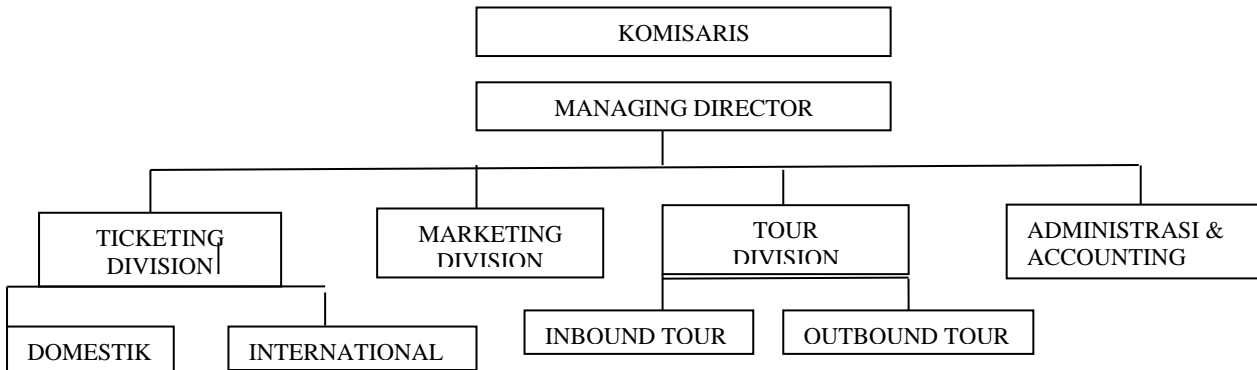 KOMISARIS
MANAGING DIRECTOR
TICKETING
DIVISION
MARKETING
DIVISION
TOUR
DIVISION
ADMINISTRASI &
ACCOUNTING
DOMESTIK
INTERNATIONAL
INBOUND TOUR
OUTBOUND TOUR